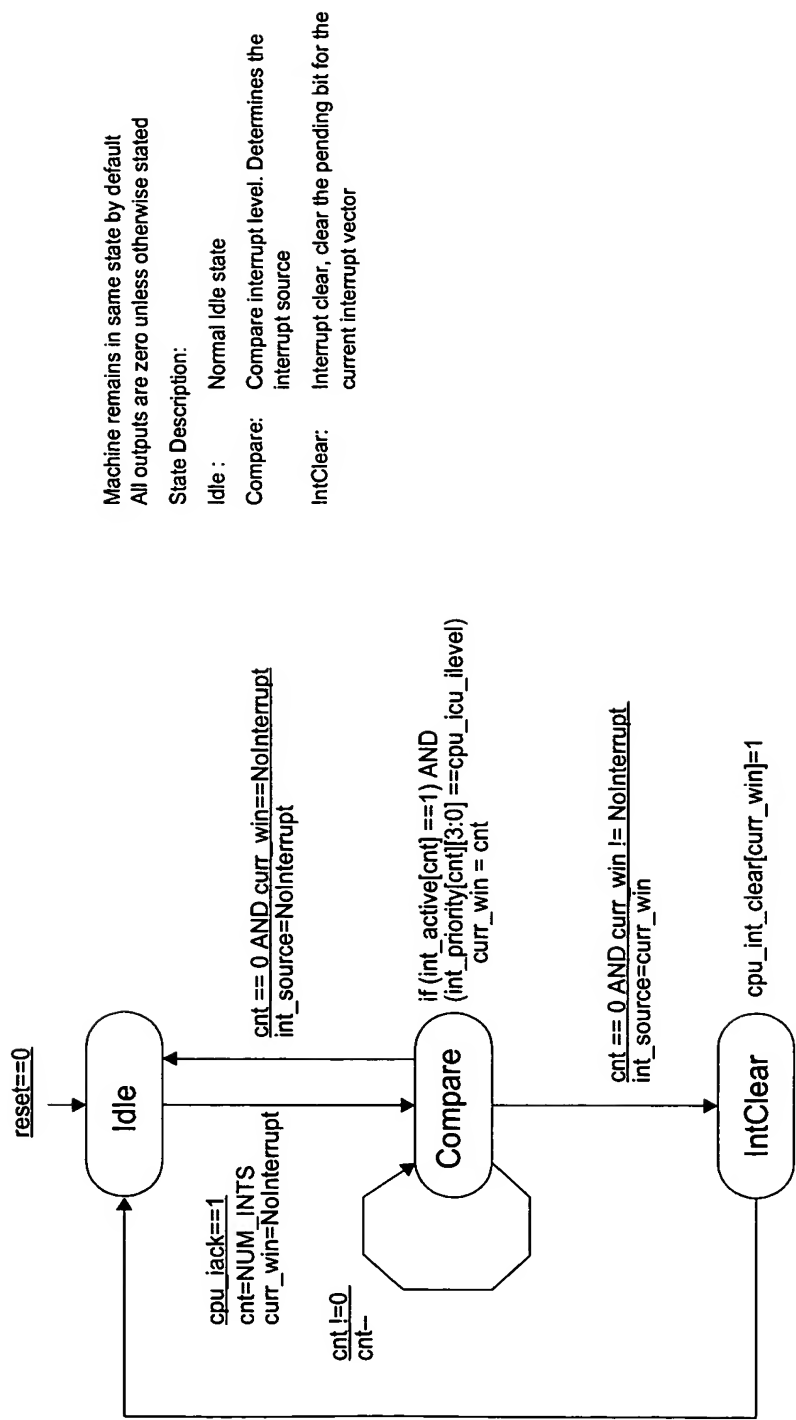 reset==0
Idle
cpu_iack==1
cnt=NUM_INTS
curr_win=NoInterrupt
cnt == 0 AND curr_win==NoInterrupt
int_source=NoInterrupt
cnt !=0
cnt--
Compare
if (int_active[cnt] ==1) AND
(int_priority[cnt][3:0] ==cpu_icu_ilevel)
curr_win = cnt
cnt == 0 AND curr_win != NoInterrupt
int_source=curr_win
IntClear
cpu_int_clear[curr_win]=1
Machine remains in same state by default
All outputs are zero unless otherwise stated
State Description:
Idle : Normal Idle state
Compare: Compare interrupt level. Determines the
interrupt source
IntClear: Interrupt clear, clear the pending bit for the
current interrupt vector